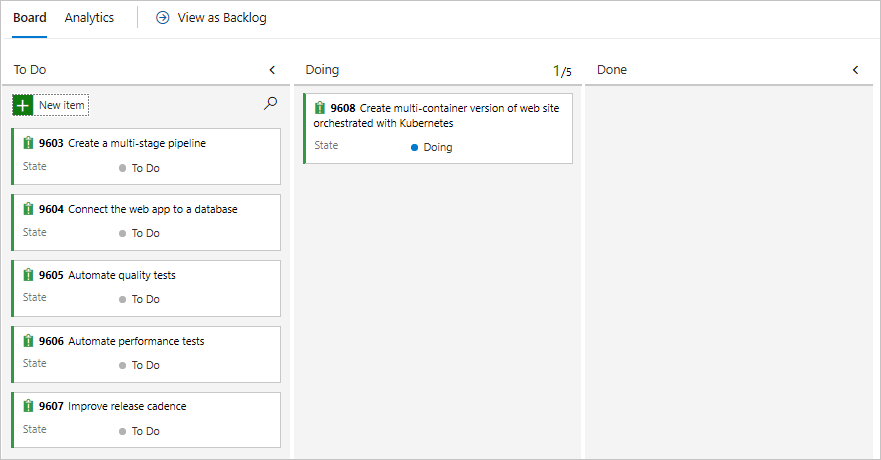 Board Analytics View as Backlog
To Do
New item
9603 Create a multi-stage pipeline
State To Do
9604 Connect the web app to a database
State To Do
9605 Automate quality tests
State To Do
9606 Automate performance tests
State To Do
9607 Improve release cadence
State To Do
Doing 1/5
9608 Create multi-container version of web site
orchestrated with Kubernetes
State Doing
Done